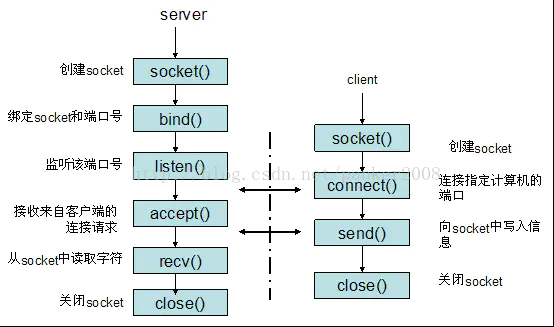 server
创建socket
socket()
绑定socket和端口号
bind()
监听该端口号
listen()
接收来自客户端的
连接请求
accept()
从socket中读取字符
recv()
关闭socket
close()
client
socket()
创建socket
connect()
连接指定计算机的
端口
send()
向socket中写入信
息
close()
关闭socket